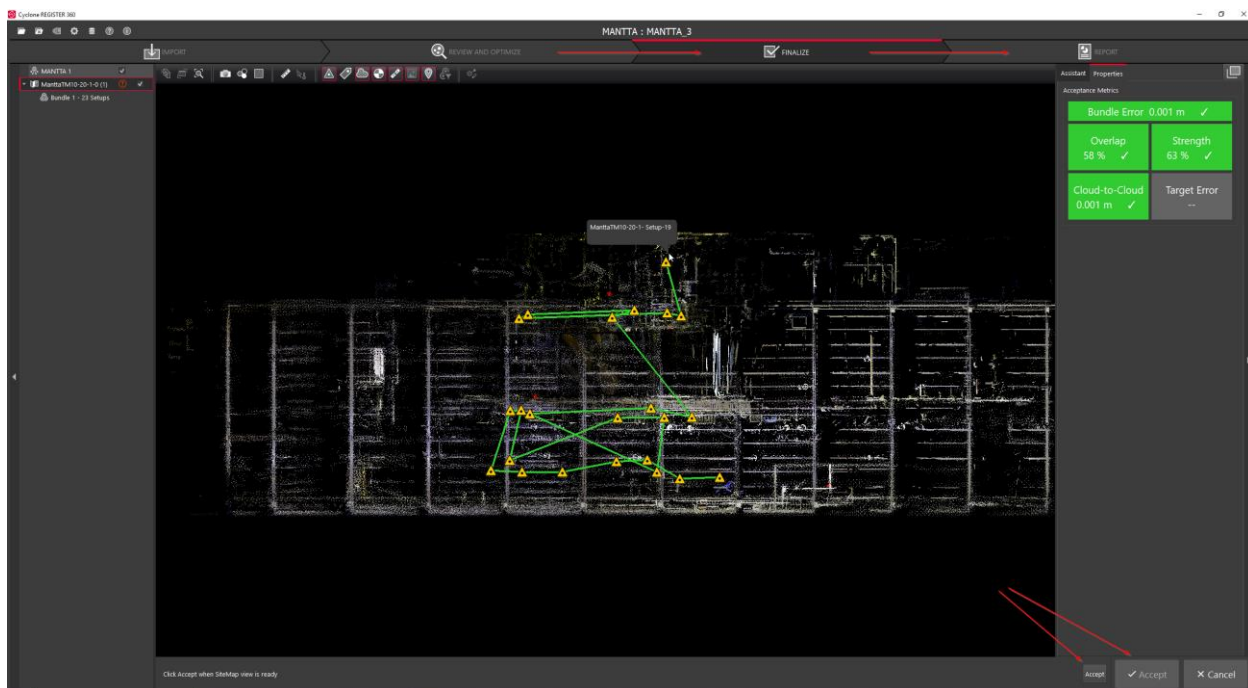 Cyclone REGISTER 360
MANTTA : MANTTA_3
IMPORT
REVIEW AND OPTIMIZE
FINALIZE
REPORT
MANTTA 1
ManttaTM10-20-1-0 (1)
Bundle 1 - 23 Setups
Assistant
Properties
Acceptance Metrics
Bundle Error 0.001 m ✓
Overlap
58 % ✓
Strength
63 % ✓
Cloud-to-Cloud
0.001 m ✓
Target Error
--
ManttaTM10-20-1- Setup-19
Click Accept when SiteMap view is ready
Accept
✓ Accept
✕ Cancel